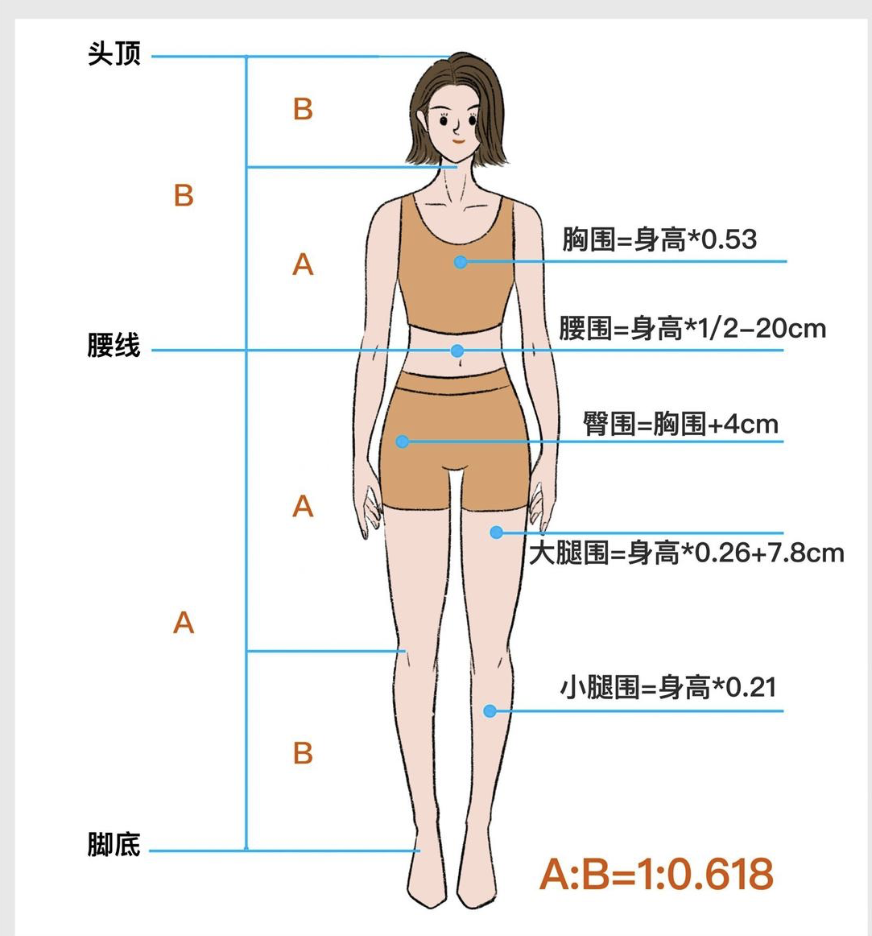 头顶
B
B
A
胸围=身高*0.53
腰围=身高*1/2-20cm
腰线
臀围=胸围+4cm
A
大腿围=身高*0.26+7.8cm
A
小腿围=身高*0.21
B
脚底
A:B=1:0.618